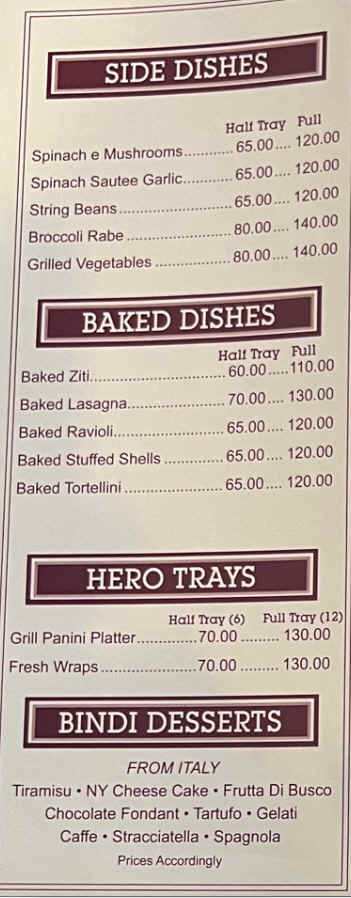 SIDE DISHES
Half Tray Full
Spinach e Mushrooms........... 65.00.... 120.00
Spinach Sautee Garlic........... 65.00.... 120.00
String Beans......................... 65.00.... 120.00
Broccoli Rabe ....................... 80.00.... 140.00
Grilled Vegetables ................. 80.00.... 140.00
BAKED DISHES
Half Tray Full
Baked Ziti.............................. 60.00.....110.00
Baked Lasagna...................... 70.00.... 130.00
Baked Ravioli......................... 65.00.... 120.00
Baked Stuffed Shells ............. 65.00.... 120.00
Baked Tortellini ...................... 65.00.... 120.00
HERO TRAYS
Half Tray (6) Full Tray (12)
Grill Panini Platter.............70.00 ......... 130.00
Fresh Wraps.....................70.00 ......... 130.00
BINDI DESSERTS
FROM ITALY
Tiramisu • NY Cheese Cake • Frutta Di Busco
Chocolate Fondant • Tartufo • Gelati
Caffe • Stracciatella • Spagnola
Prices Accordingly